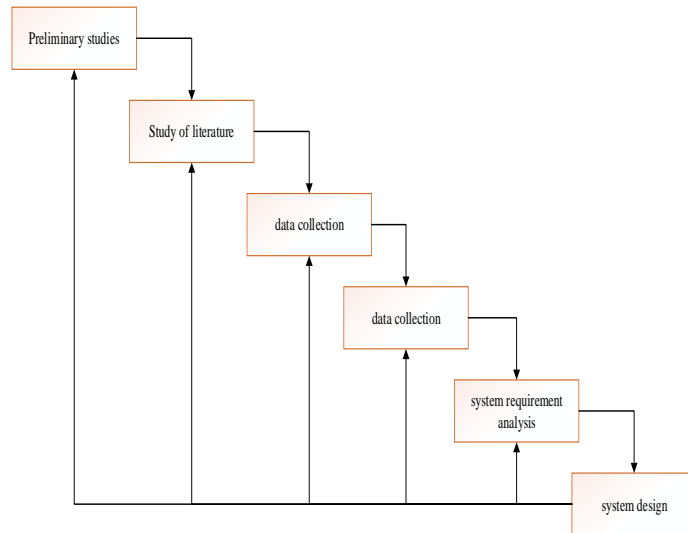 Preliminary studies
Study of literature
data collection
data collection
system requirement
analysis
system design